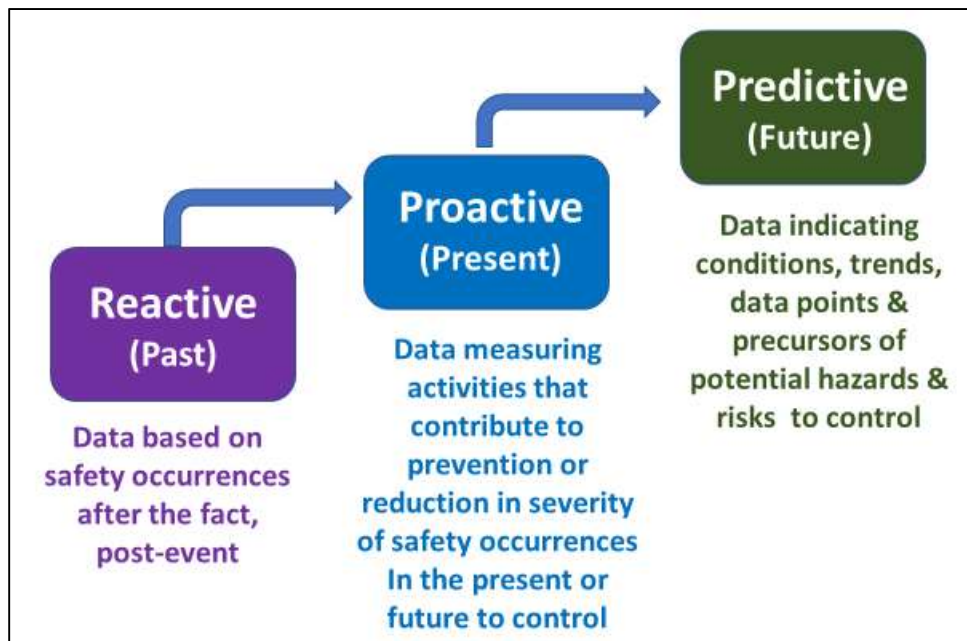 Reactive
(Past)
Data based on
safety occurrences
after the fact,
post-event
Proactive
(Present)
Data measuring
activities that
contribute to
prevention or
reduction in severity
of safety occurrences
In the present or
future to control
Predictive
(Future)
Data indicating
conditions, trends,
data points &
precursors of
potential hazards &
risks to control